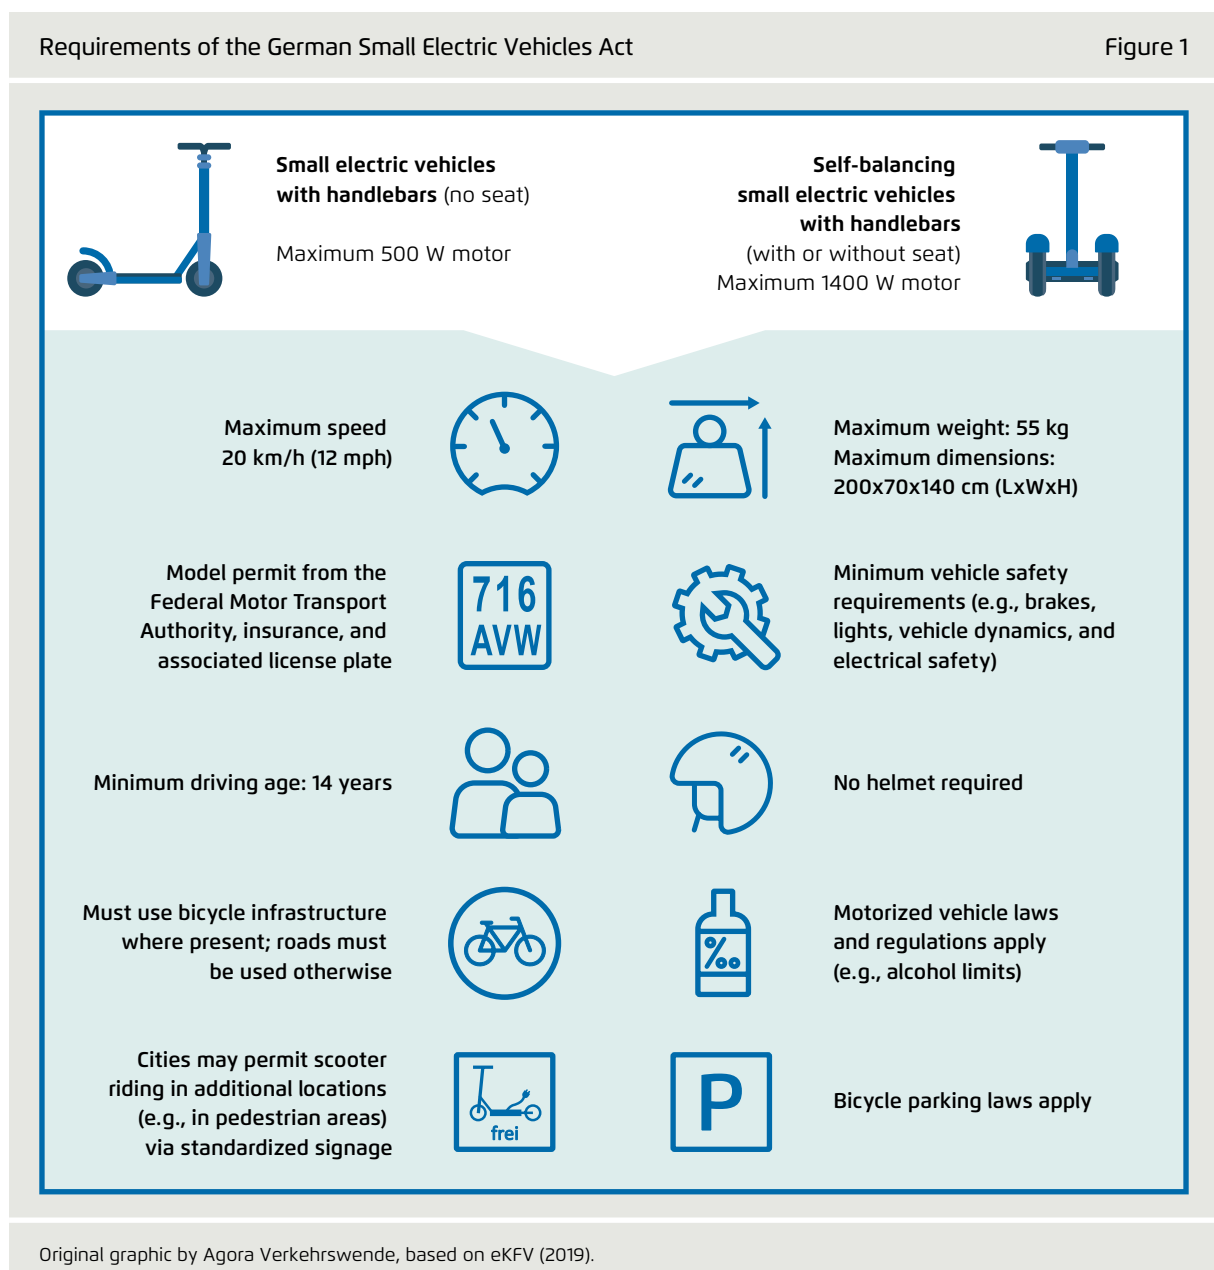 Requirements of the German Small Electric Vehicles Act
Figure 1
Small electric vehicles
with handlebars (no seat)
Maximum 500 W motor
Self-balancing
small electric vehicles
with handlebars
(with or without seat)
Maximum 1400 W motor
Maximum speed
20 km/h (12 mph)
Maximum weight: 55 kg
Maximum dimensions:
200x70x140 cm (LxWxH)
Model permit from the
Federal Motor Transport
Authority, insurance, and
associated license plate
716
AVW
Minimum vehicle safety
requirements (e.g., brakes,
lights, vehicle dynamics, and
electrical safety)
Minimum driving age: 14 years
No helmet required
Must use bicycle infrastructure
where present; roads must
be used otherwise
‰
Motorized vehicle laws
and regulations apply
(e.g., alcohol limits)
Cities may permit scooter
riding in additional locations
(e.g., in pedestrian areas)
via standardized signage
frei
P
Bicycle parking laws apply
Original graphic by Agora Verkehrswende, based on eKFV (2019).